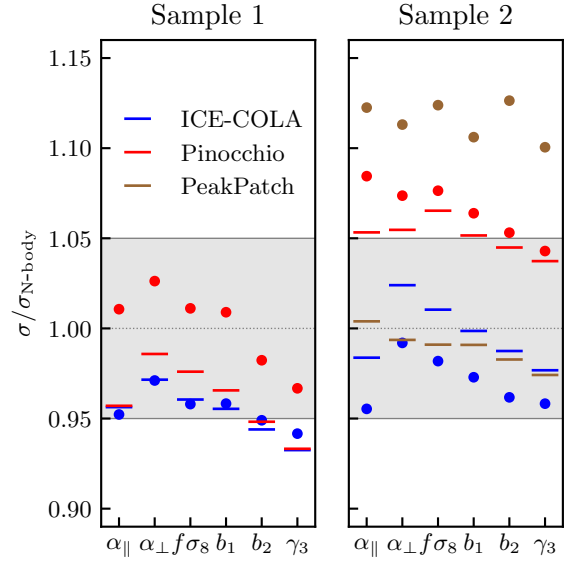 Sample 1
Sample 2
1.15
1.10
1.05
1.00
0.95
0.90
σ/σ_N-body
ICE-COLA
Pinocchio
PeakPatch
α∥ α⊥ fσ8 b1 b2 γ3
α∥ α⊥ fσ8 b1 b2 γ3